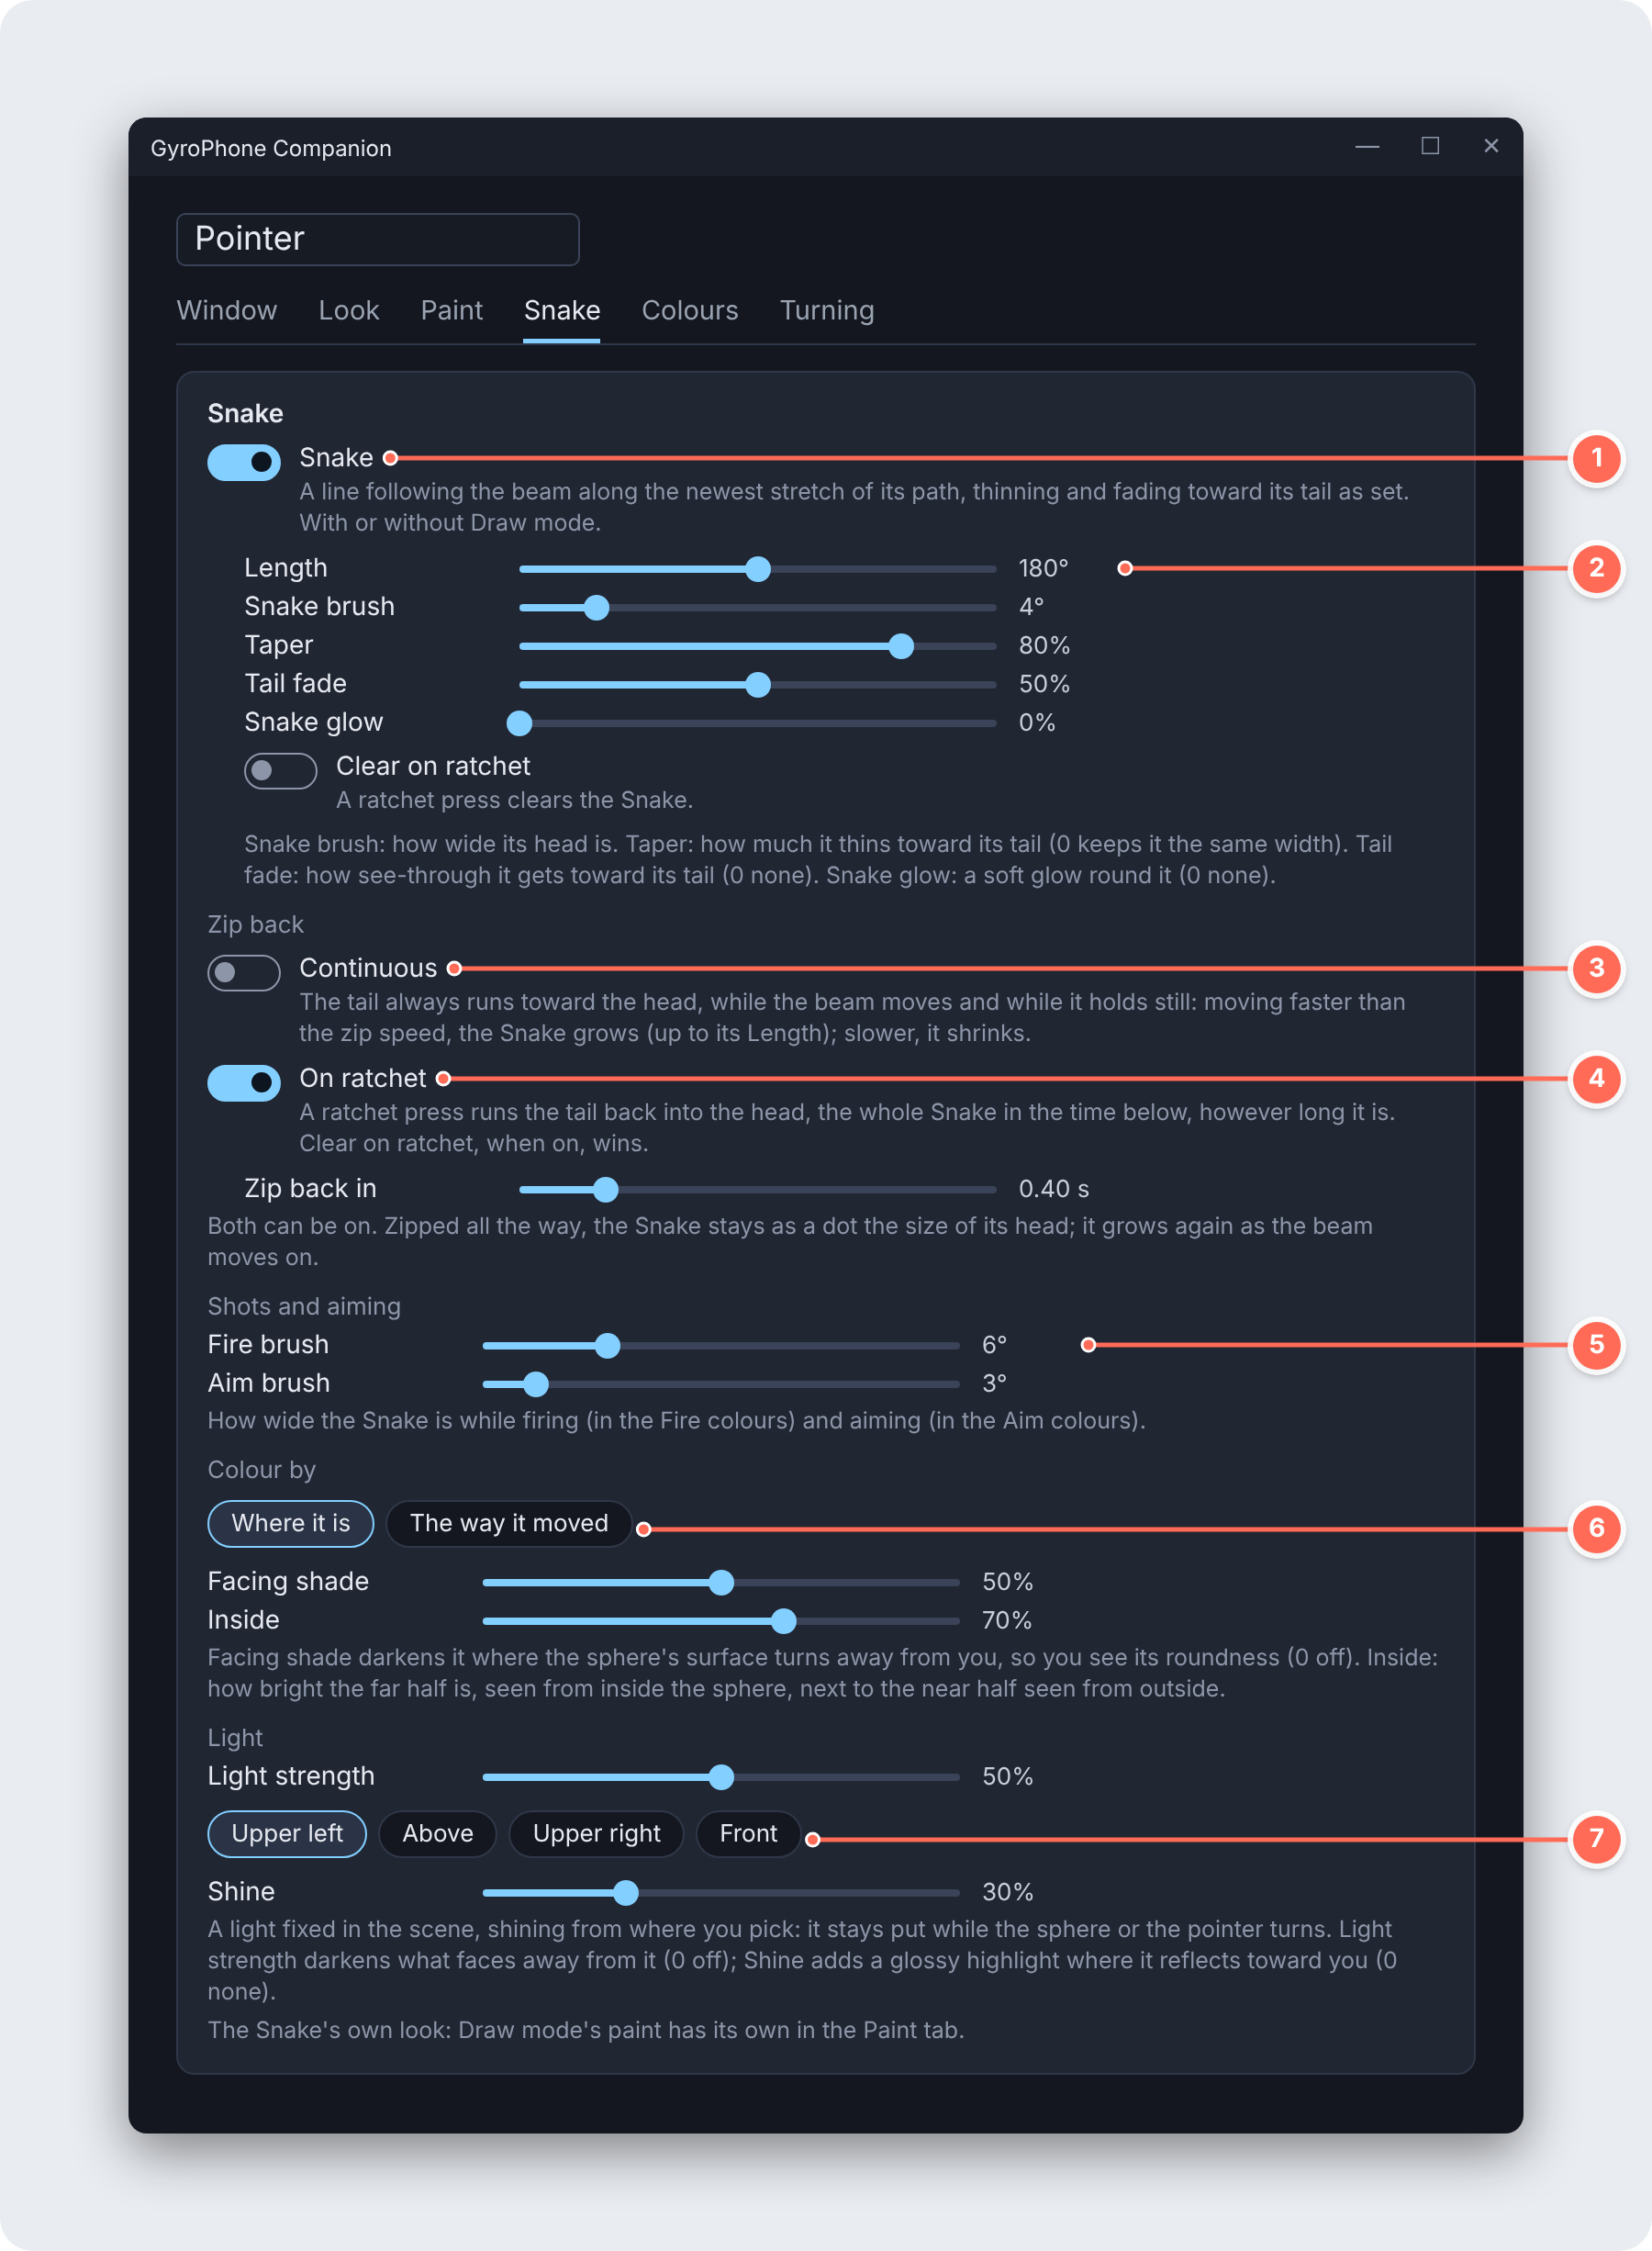 GyroPhone Companion
Pointer
Window Look Paint Snake Colours Turning
Snake
Snake 1
A line following the beam along the newest stretch of its path, thinning and fading toward its tail as set.
With or without Draw mode.
Length 180° 2
Snake brush 4°
Taper 80%
Tail fade 50%
Snake glow 0%
Clear on ratchet
A ratchet press clears the Snake.
Snake brush: how wide its head is. Taper: how much it thins toward its tail (0 keeps it the same width). Tail
fade: how see-through it gets toward its tail (0 none). Snake glow: a soft glow round it (0 none).
Zip back
Continuous 3
The tail always runs toward the head, while the beam moves and while it holds still: moving faster than
the zip speed, the Snake grows (up to its Length); slower, it shrinks.
On ratchet 4
A ratchet press runs the tail back into the head, the whole Snake in the time below, however long it is.
Clear on ratchet, when on, wins.
Zip back in 0.40 s
Both can be on. Zipped all the way, the Snake stays as a dot the size of its head; it grows again as the beam
moves on.
Shots and aiming
Fire brush 6° 5
Aim brush 3°
How wide the Snake is while firing (in the Fire colours) and aiming (in the Aim colours).
Colour by
Where it is The way it moved 6
Facing shade 50%
Inside 70%
Facing shade darkens it where the sphere's surface turns away from you, so you see its roundness (0 off). Inside:
how bright the far half is, seen from inside the sphere, next to the near half seen from outside.
Light
Light strength 50%
Upper left Above Upper right Front 7
Shine 30%
A light fixed in the scene, shining from where you pick: it stays put while the sphere or the pointer turns. Light
strength darkens what faces away from it (0 off); Shine adds a glossy highlight where it reflects toward you (0
none).
The Snake's own look: Draw mode's paint has its own in the Paint tab.